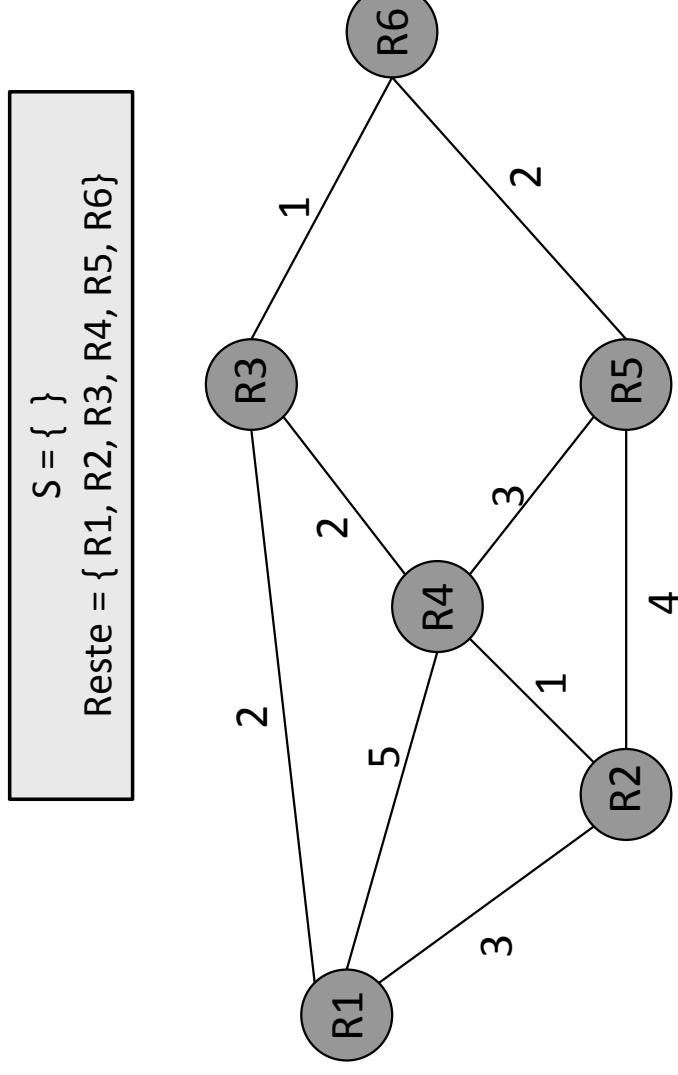 S = { }
Reste = { R1, R2, R3, R4, R5, R6}
R1
R2
R3
R4
R5
R6
2
5
3
2
1
3
4
1
2